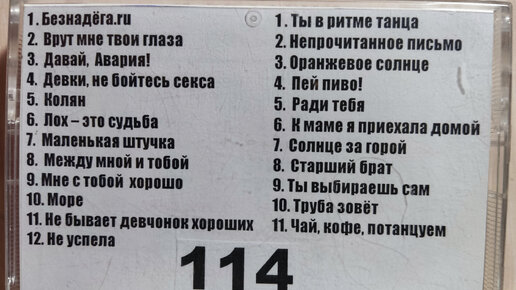 1. Безнадёга.ru
2. Врут мне твои глаза
3. Давай, Авария!
4. Девки, не бойтесь секса
5. Колян
6. Лох – это судьба
7. Маленькая штучка
8. Между мной и тобой
9. Мне с тобой хорошо
10. Море
11. Не бывает девчонок хороших
12. Не успела
1. Ты в ритме танца
2. Непрочитанное письмо
3. Оранжевое солнце
4. Пей пиво!
5. Ради тебя
6. К маме я приехала домой
7. Солнце за горой
8. Старший брат
9. Ты выбираешь сам
10. Труба зовёт
11. Чай, кофе, потанцуем
114